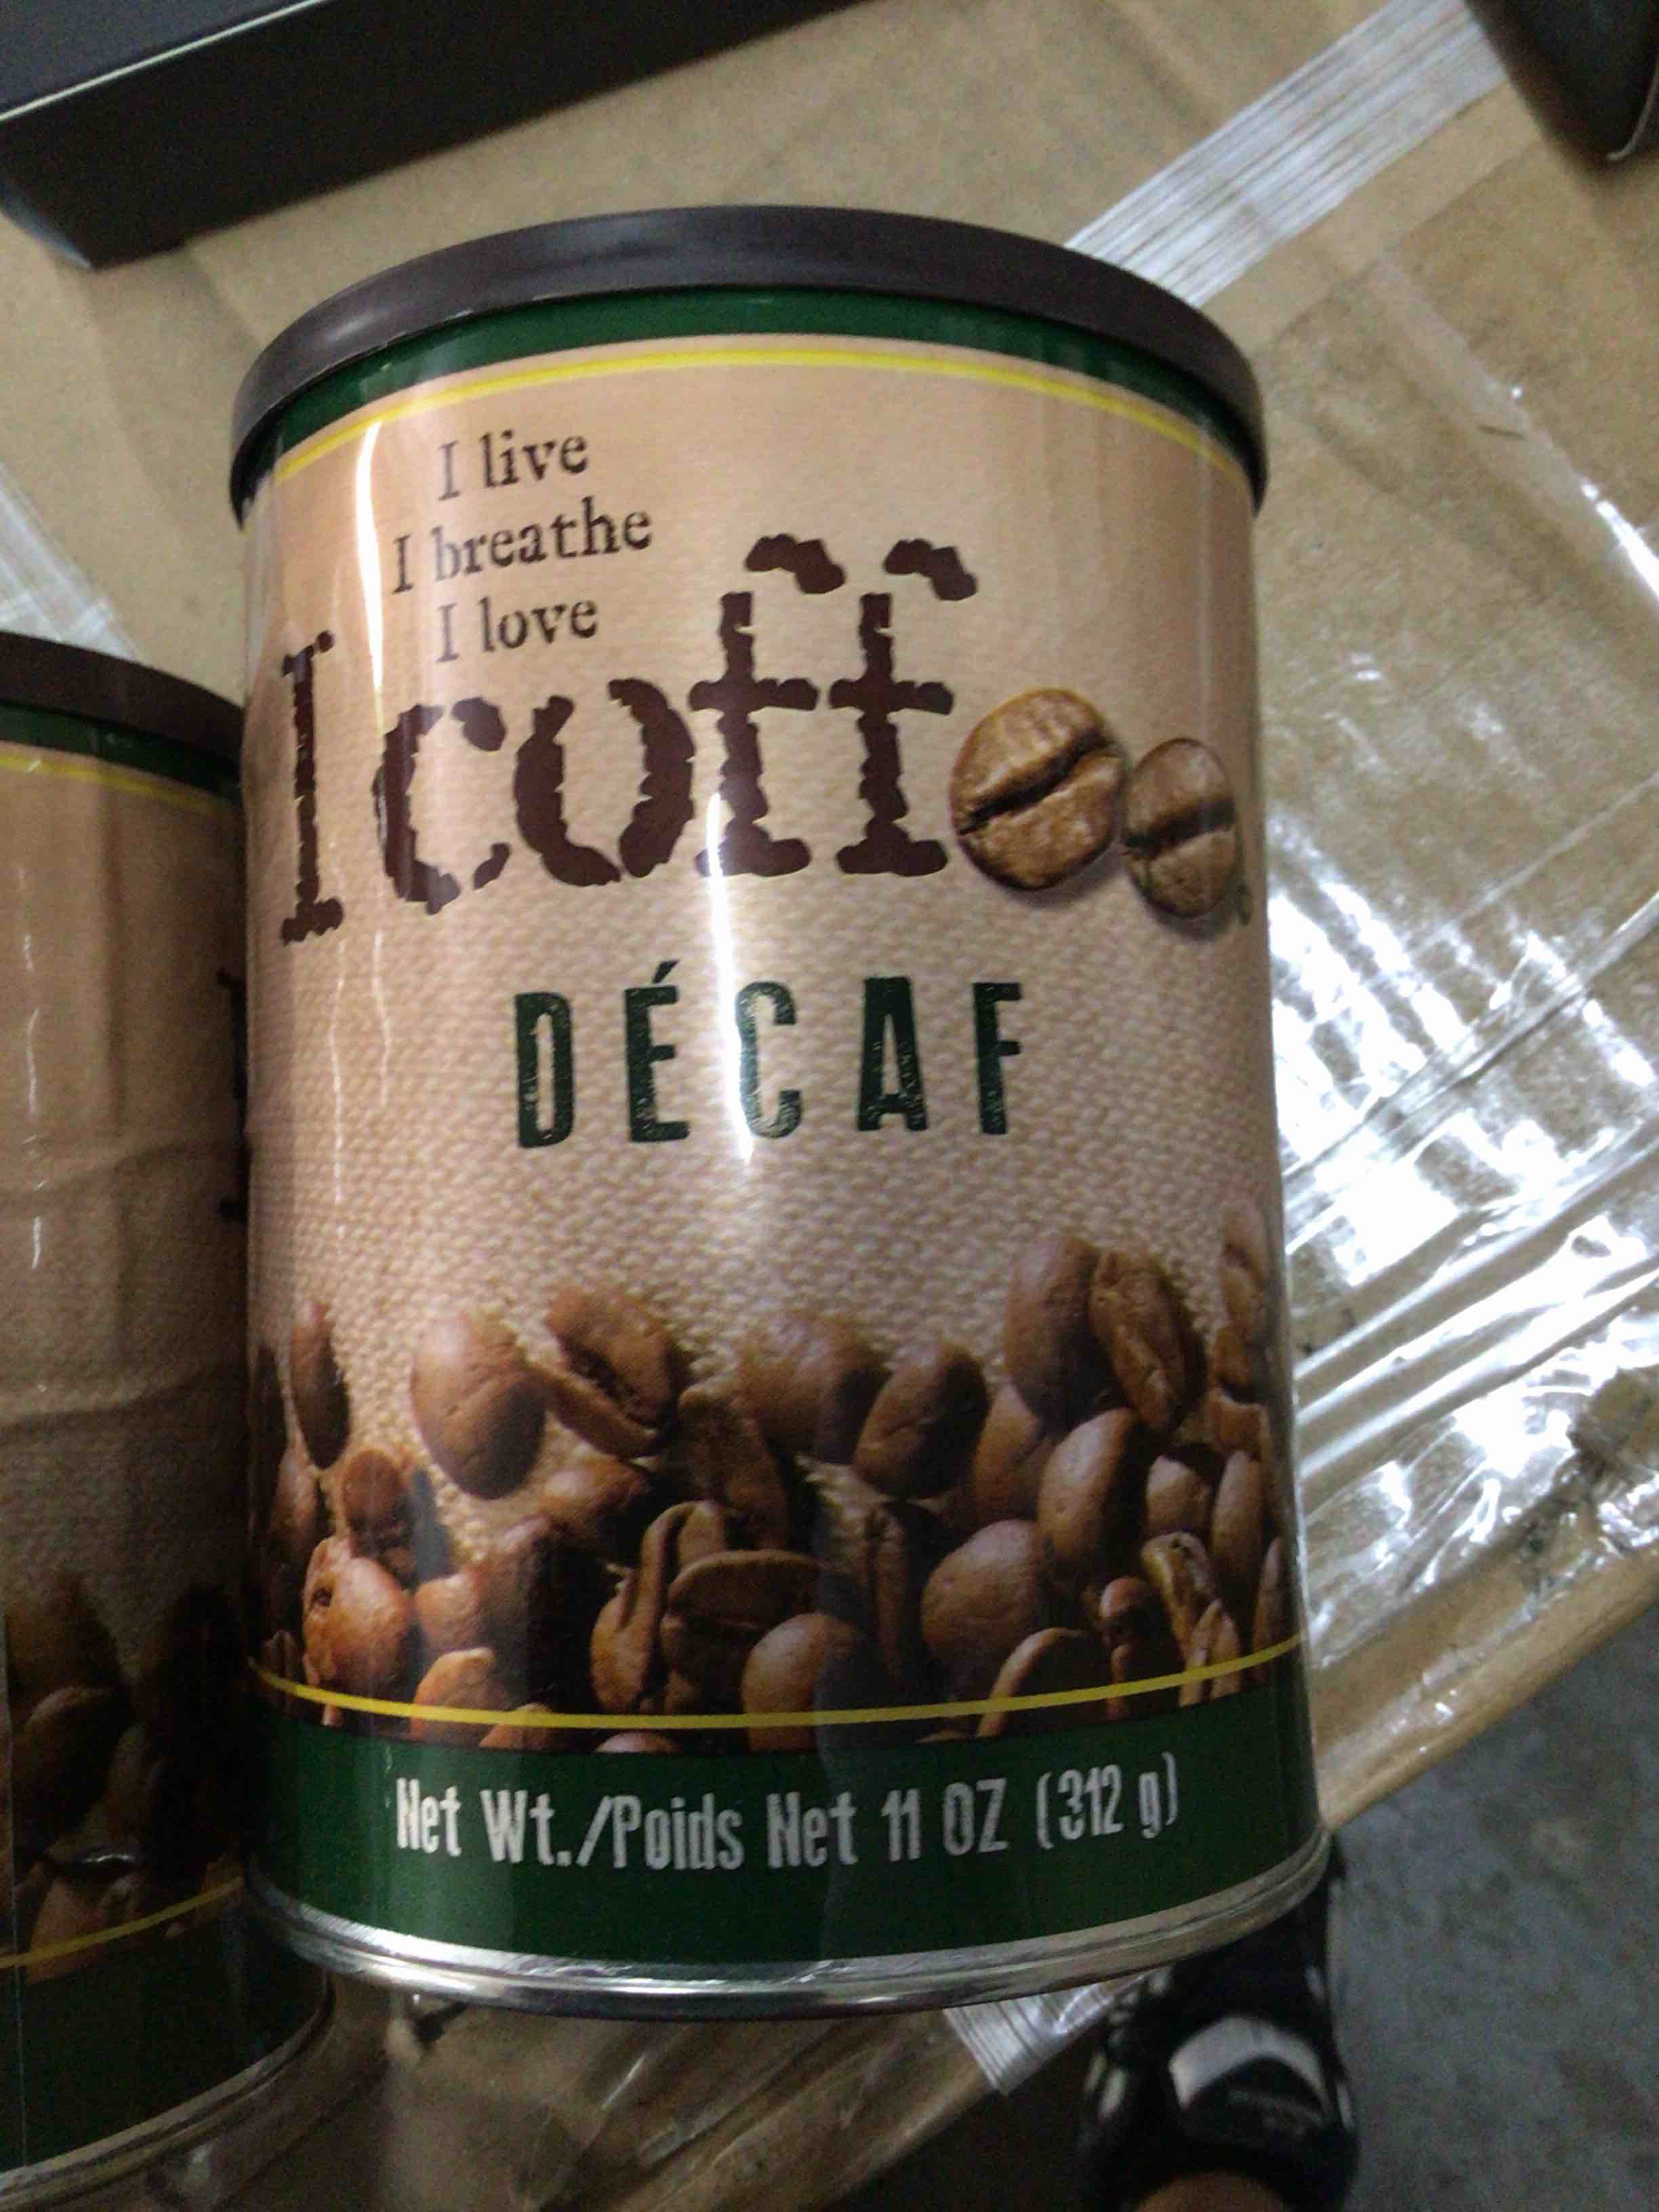 I live
I breathe
I love
I coff
DÉCAF
Net Wt./Poids Net 11 OZ (312 g)